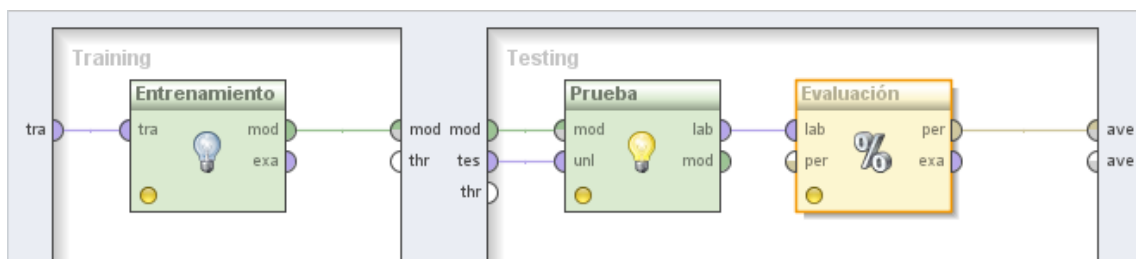 Training
Entrenamiento
tra
tra
mod
exa
mod
thr
Testing
mod
tes
thr
Prueba
mod
unl
lab
mod
Evaluación
lab
per
%
per
exa
ave
ave